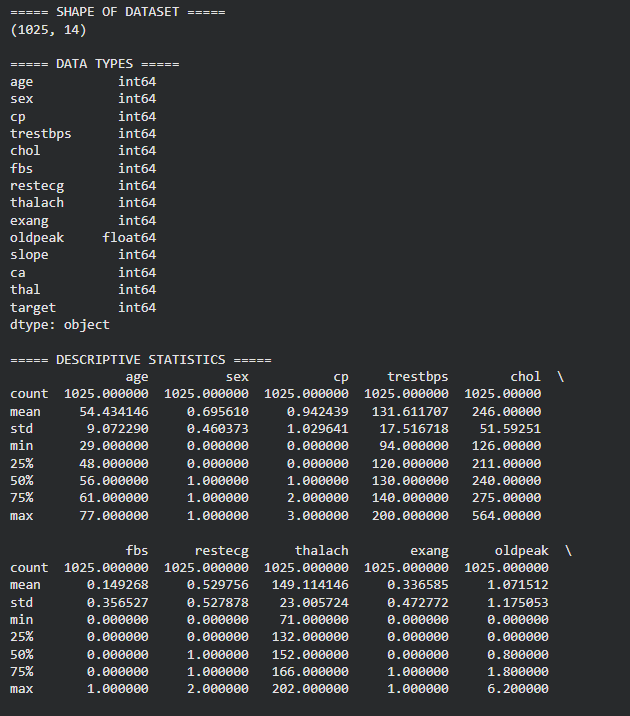 ===== SHAPE OF DATASET =====
(1025, 14)
===== DATA TYPES =====
age int64
sex int64
cp int64
trestbps int64
chol int64
fbs int64
restecg int64
thalach int64
exang int64
oldpeak float64
slope int64
ca int64
thal int64
target int64
dtype: object
===== DESCRIPTIVE STATISTICS =====
age sex cp trestbps chol \
count 1025.000000 1025.000000 1025.000000 1025.000000 1025.00000
mean 54.434146 0.695610 0.942439 131.611707 246.00000
std 9.072290 0.460373 1.029641 17.516718 51.59251
min 29.000000 0.000000 0.000000 94.000000 126.00000
25% 48.000000 0.000000 0.000000 120.000000 211.00000
50% 56.000000 1.000000 1.000000 130.000000 240.00000
75% 61.000000 1.000000 2.000000 140.000000 275.00000
max 77.000000 1.000000 3.000000 200.000000 564.00000
fbs restecg thalach exang oldpeak \
count 1025.000000 1025.000000 1025.000000 1025.000000 1025.000000
mean 0.149268 0.529756 149.114146 0.336585 1.071512
std 0.356527 0.527878 23.005724 0.472772 1.175053
min 0.000000 0.000000 71.000000 0.000000 0.000000
25% 0.000000 0.000000 132.000000 0.000000 0.000000
50% 0.000000 1.000000 152.000000 0.000000 0.800000
75% 0.000000 1.000000 166.000000 1.000000 1.800000
max 1.000000 2.000000 202.000000 1.000000 6.200000